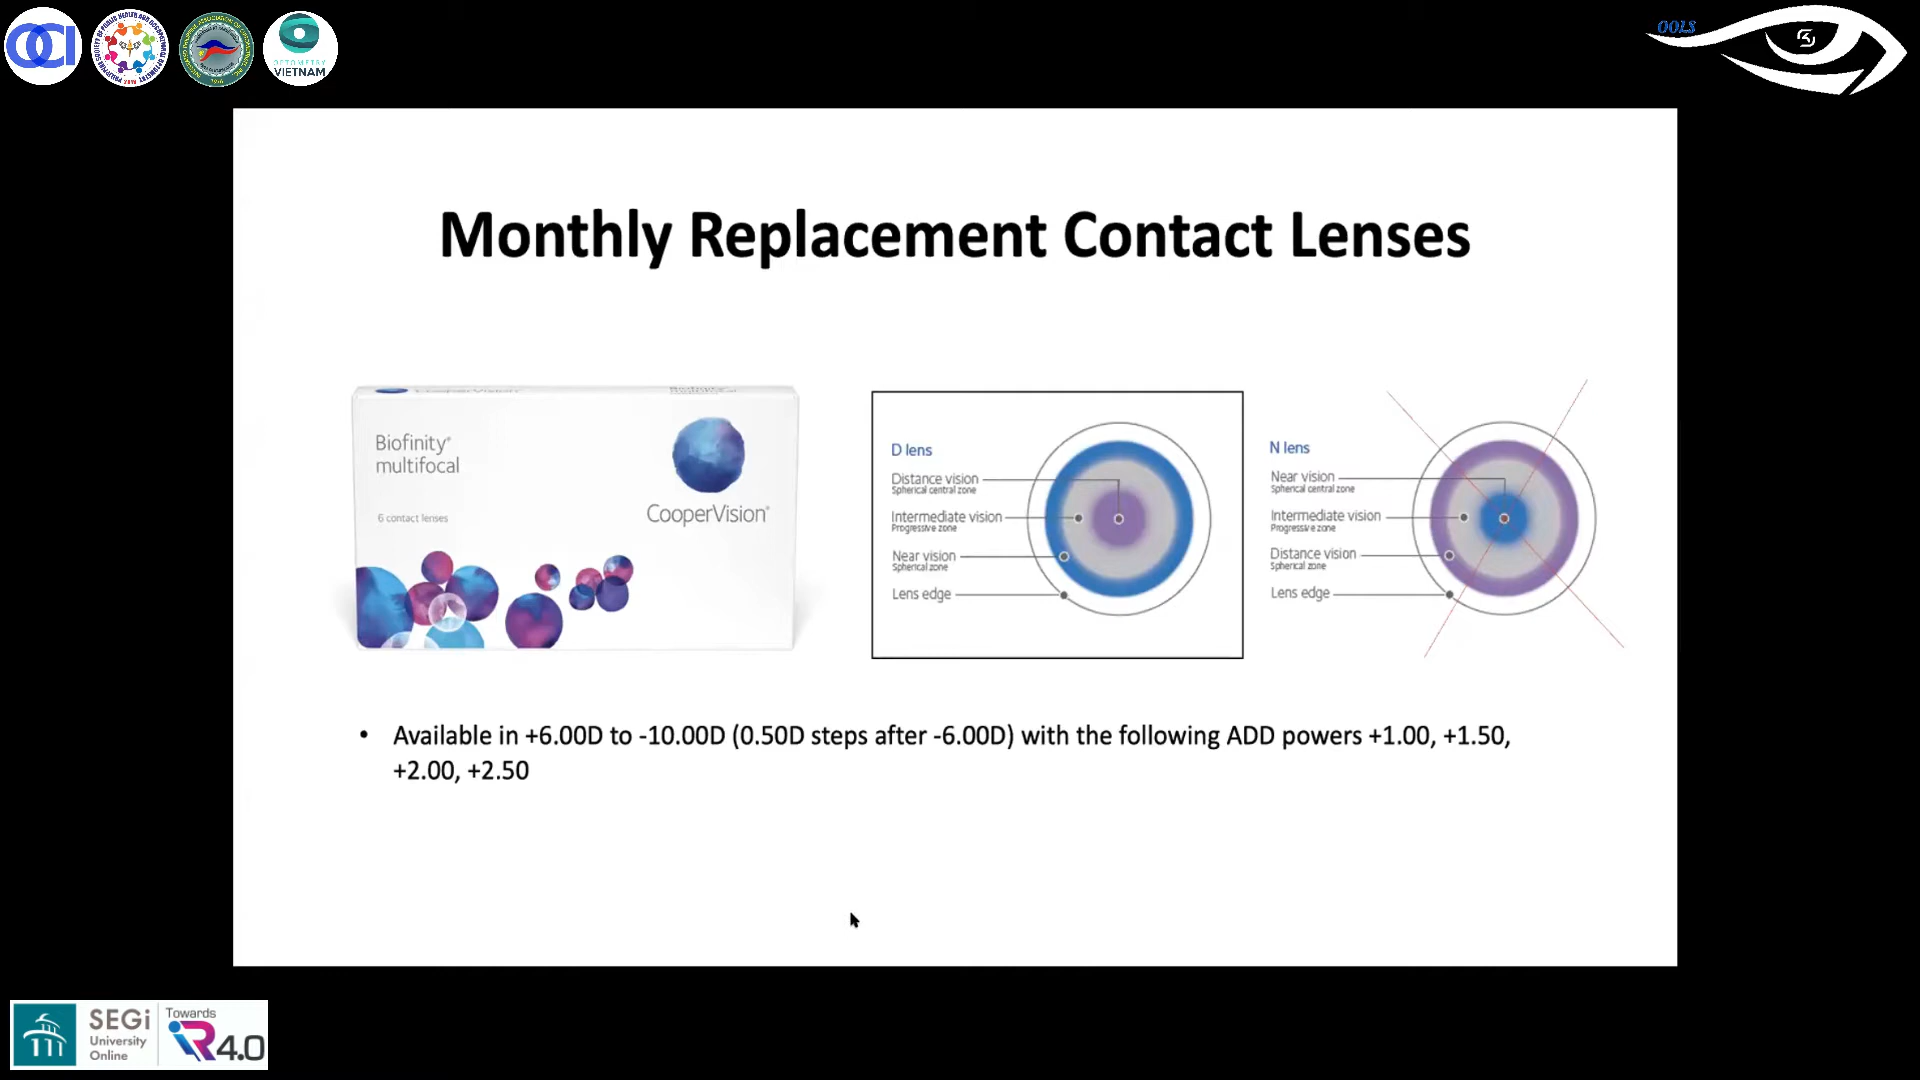 OCI
OPTOMETRY
VIETNAM
OOLS
Monthly Replacement Contact Lenses
Biofinity®
multifocal
6 contact lenses
CooperVision®
D lens
Distance vision
Spherical central zone
Intermediate vision
Progressive zone
Near vision
Spherical zone
Lens edge
N lens
Near vision
Spherical central zone
Intermediate vision
Progressive zone
Distance vision
Spherical zone
Lens edge
• Available in +6.00D to -10.00D (0.50D steps after -6.00D) with the following ADD powers +1.00, +1.50,
+2.00, +2.50
SEGi
University
Online
Towards
iR4.0